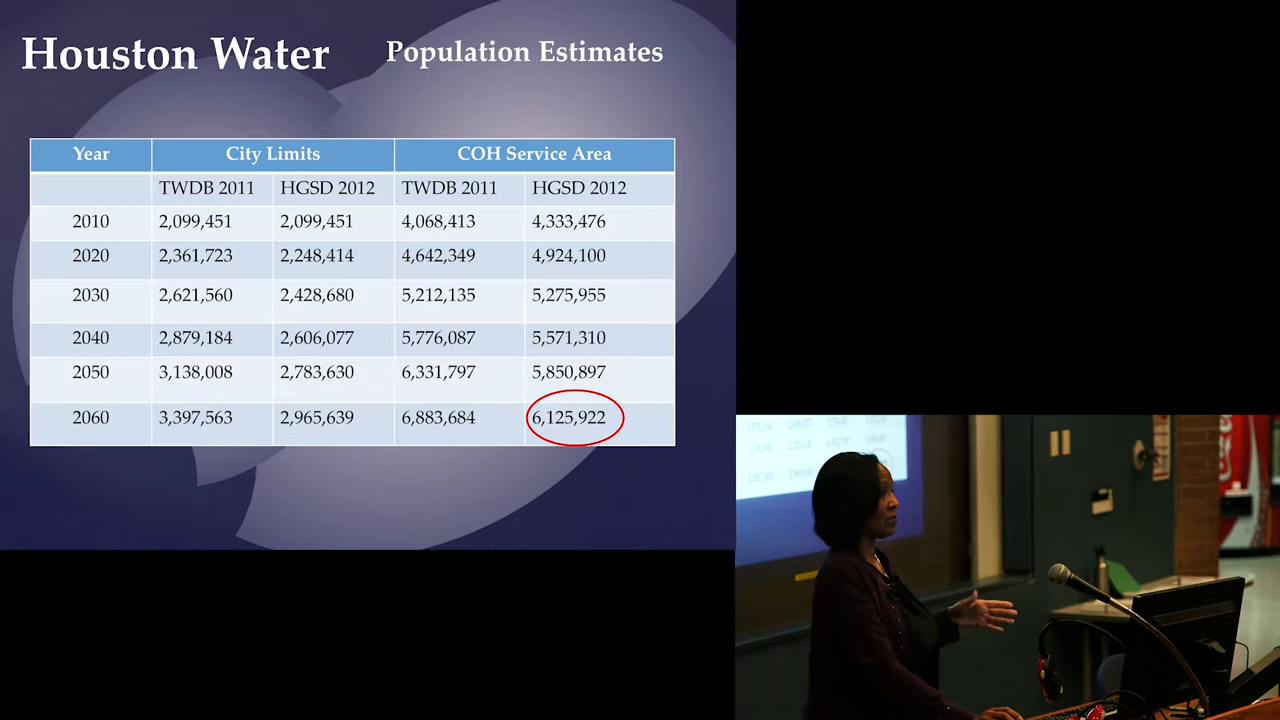 Houston Water
Population Estimates
Year City Limits COH Service Area
TWDB 2011 HGSD 2012 TWDB 2011 HGSD 2012
2010 2,099,451 2,099,451 4,068,413 4,333,476
2020 2,361,723 2,248,414 4,642,349 4,924,100
2030 2,621,560 2,428,680 5,212,135 5,275,955
2040 2,879,184 2,606,077 5,776,087 5,571,310
2050 3,138,008 2,783,630 6,331,797 5,850,897
2060 3,397,563 2,965,639 6,883,684 6,125,922